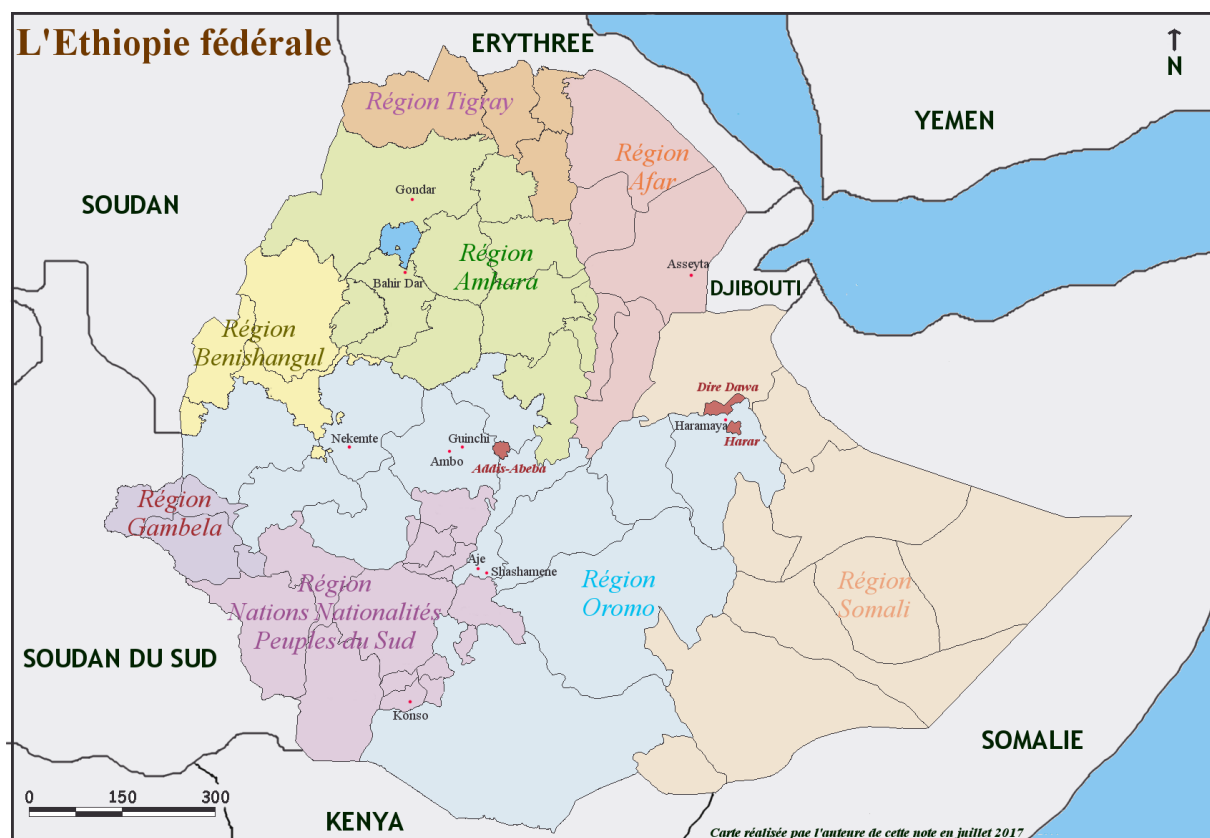 L'Ethiopie fédérale
ERYTHREE
N
YEMEN
Région Tigray
Région
Afar
SOUDAN
Gondar
Région
Amhara
Asseyta
Bahir Dar
DJIBOUTI
Région
Benishangul
Dire Dawa
Haramaya
Harar
Nekemte
Guinchi
Ambo
Addis-Abeba
Région
Gambela
Aje
Shashamene
Région
Nations Nationalités
Peuples du Sud
Région
Oromo
Région
Somali
SOUDAN DU SUD
Konso
SOMALIE
0 150 300
KENYA
Carte réalisée pae l'anteure de cette note en juillet 2017